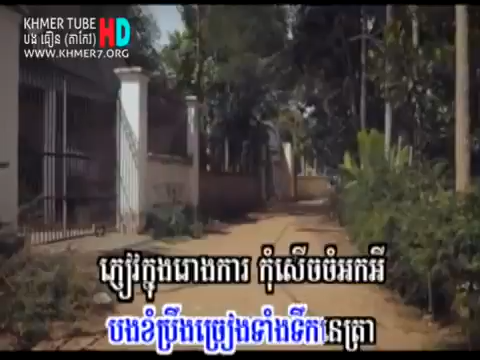 KHMER TUBE HD
បង ធឿន (តាកែវ)
WWW.KHMER7.ORG
ភ្ញៀវក្នុងរោងការ កុំសើចចំអកអី
បងខំប្រឹងច្រៀងទាំងទឹកនេត្រា